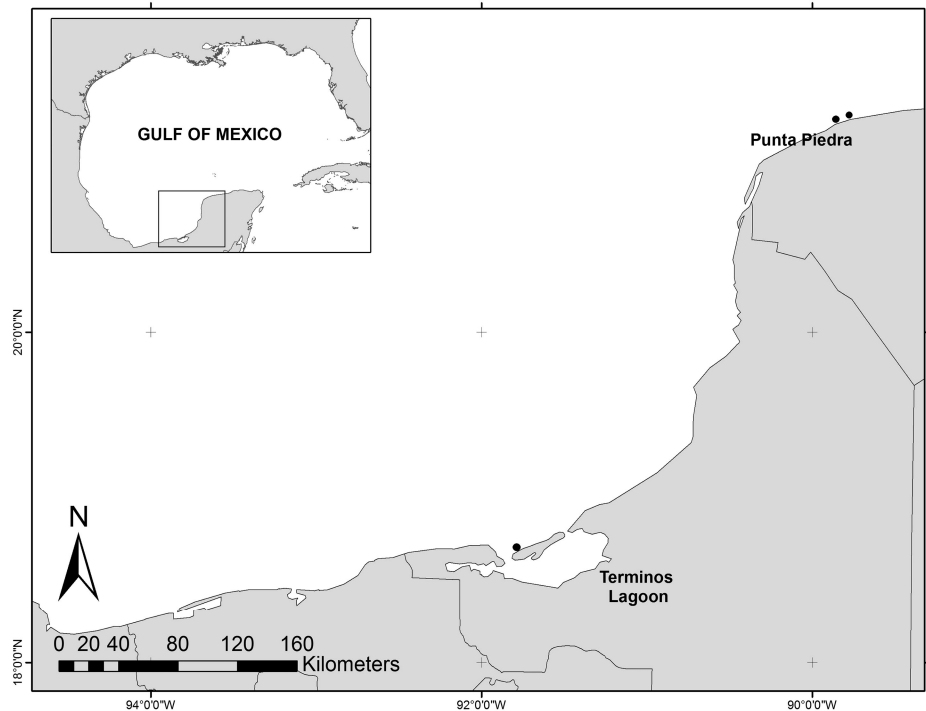 GULF OF MEXICO
Punta Piedra
20°0'0"N
Terminos
Lagoon
N
0 20 40 80 120 160
Kilometers
18°0'0"N
94°0'0"W 92°0'0"W 90°0'0"W